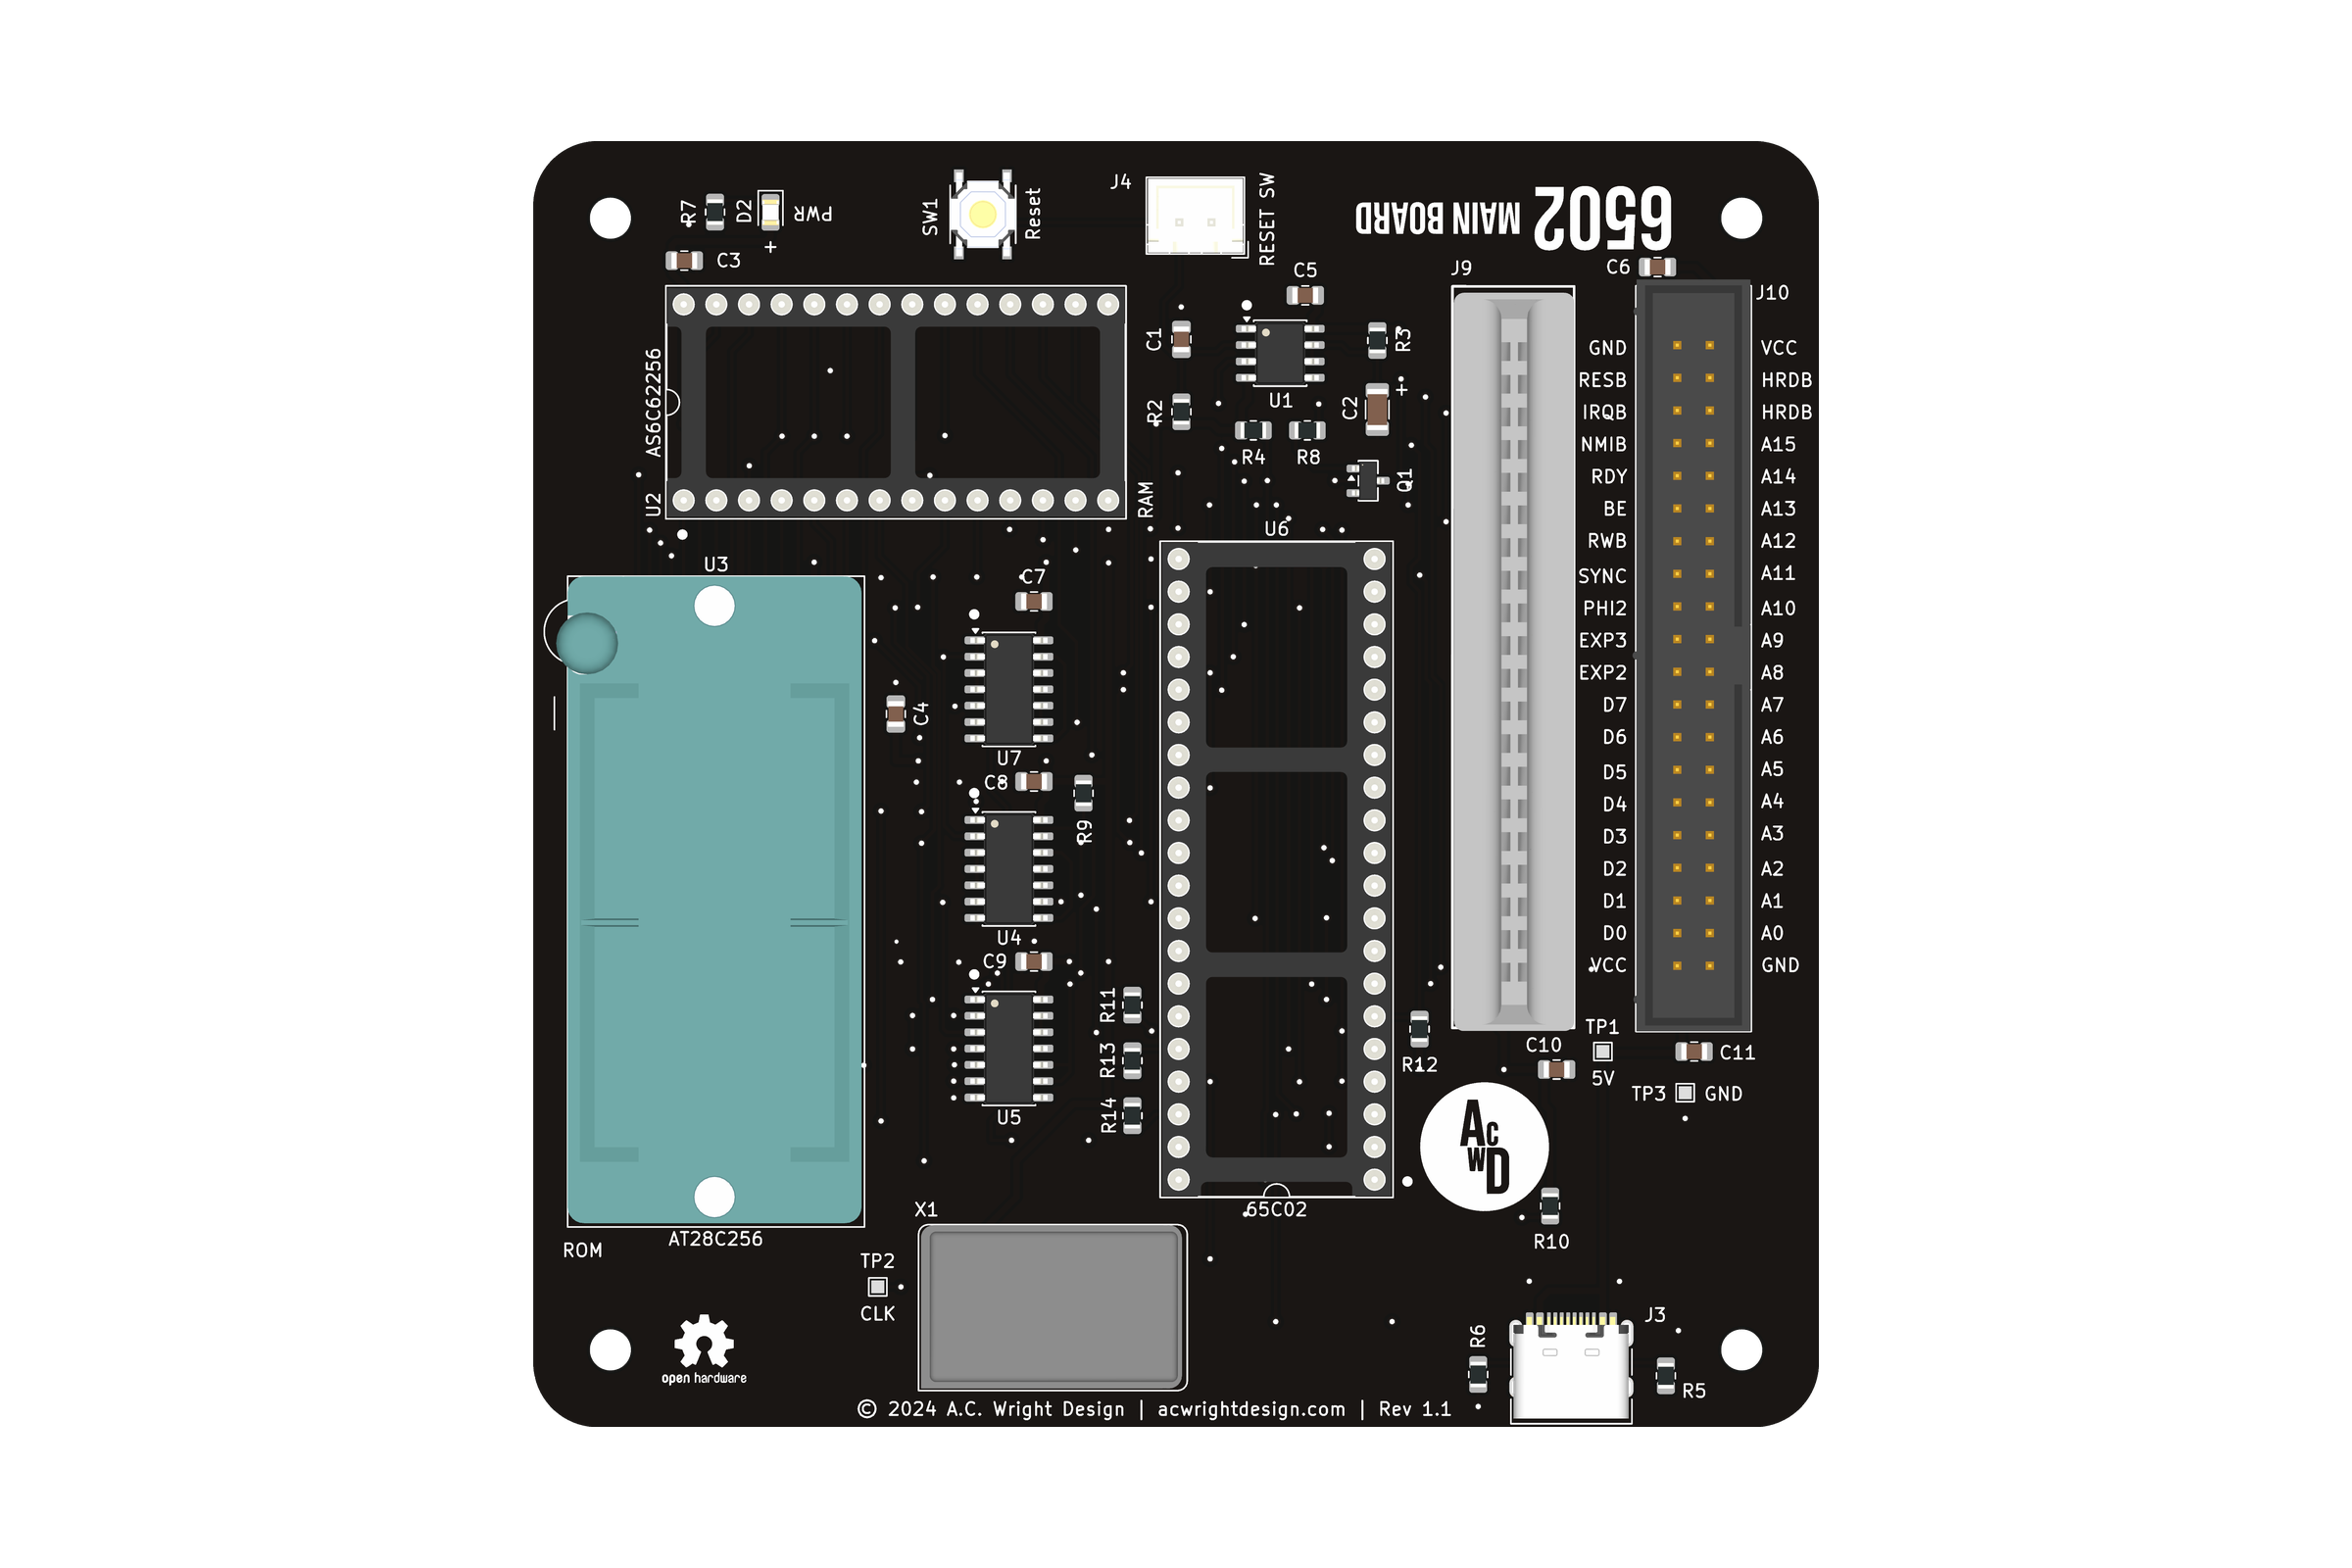 R7
D2
PWR
+
C3
SW1
Reset
J4
RESET SW
6502
MAIN BOARD
C6
J9
J10
C5
C1
R3
U1
R2
C2
+
R4
R8
Q1
AS6C62256
U2
RAM
U6
GND
VCC
RESB
HRDB
IRQB
HRDB
NMIB
A15
RDY
A14
BE
A13
RWB
A12
SYNC
A11
PHI2
A10
EXP3
A9
EXP2
A8
D7
A7
D6
A6
D5
A5
D4
A4
D3
A3
D2
A2
D1
A1
D0
A0
VCC
GND
U3
C7
C4
U7
C8
R9
U4
C9
R11
R13
R14
U5
R12
C10
TP1
5V
C11
TP3 GND
ACWD
65C02
R10
AT28C256
ROM
X1
TP2
CLK
J3
R6
R5
open hardware
© 2024 A.C. Wright Design | acwrightdesign.com | Rev 1.1